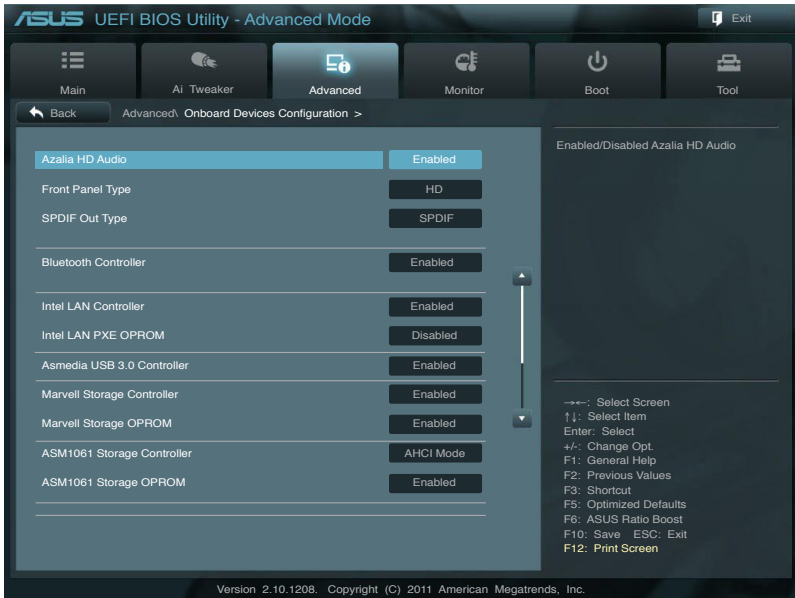 ASUS UEFI BIOS Utility - Advanced Mode
Exit
Main
Ai Tweaker
Advanced
Monitor
Boot
Tool
Back
Advanced\ Onboard Devices Configuration >
Azalia HD Audio Enabled
Front Panel Type HD
SPDIF Out Type SPDIF
Bluetooth Controller Enabled
Intel LAN Controller Enabled
Intel LAN PXE OPROM Disabled
Asmedia USB 3.0 Controller Enabled
Marvell Storage Controller Enabled
Marvell Storage OPROM Enabled
ASM1061 Storage Controller AHCI Mode
ASM1061 Storage OPROM Enabled
Enabled/Disabled Azalia HD Audio
→←: Select Screen
↑↓: Select Item
Enter: Select
+/-: Change Opt.
F1: General Help
F2: Previous Values
F3: Shortcut
F5: Optimized Defaults
F6: ASUS Ratio Boost
F10: Save ESC: Exit
F12: Print Screen
Version 2.10.1208. Copyright (C) 2011 American Megatrends, Inc.